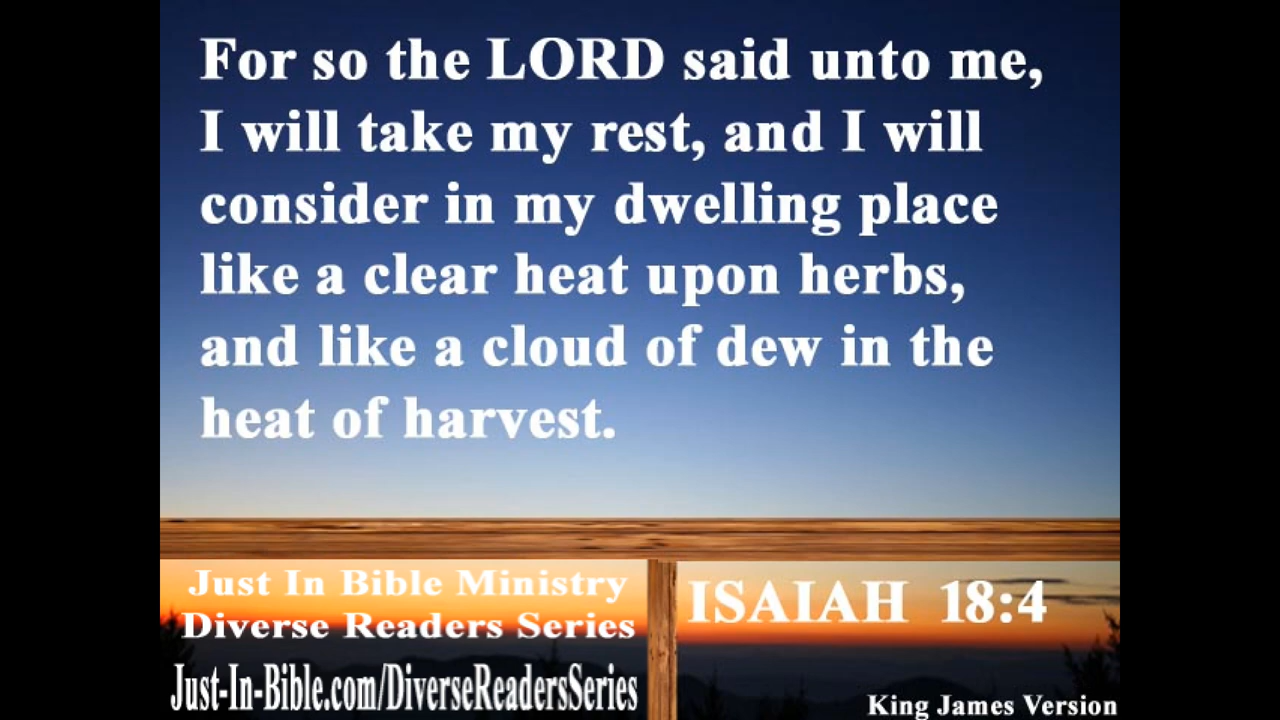 For so the LORD said unto me,
I will take my rest, and I will
consider in my dwelling place
like a clear heat upon herbs,
and like a cloud of dew in the
heat of harvest.
Just In Bible Ministry
Diverse Readers Series
Just-In-Bible.com/DiverseReadersSeries
ISAIAH 18:4
King James Version